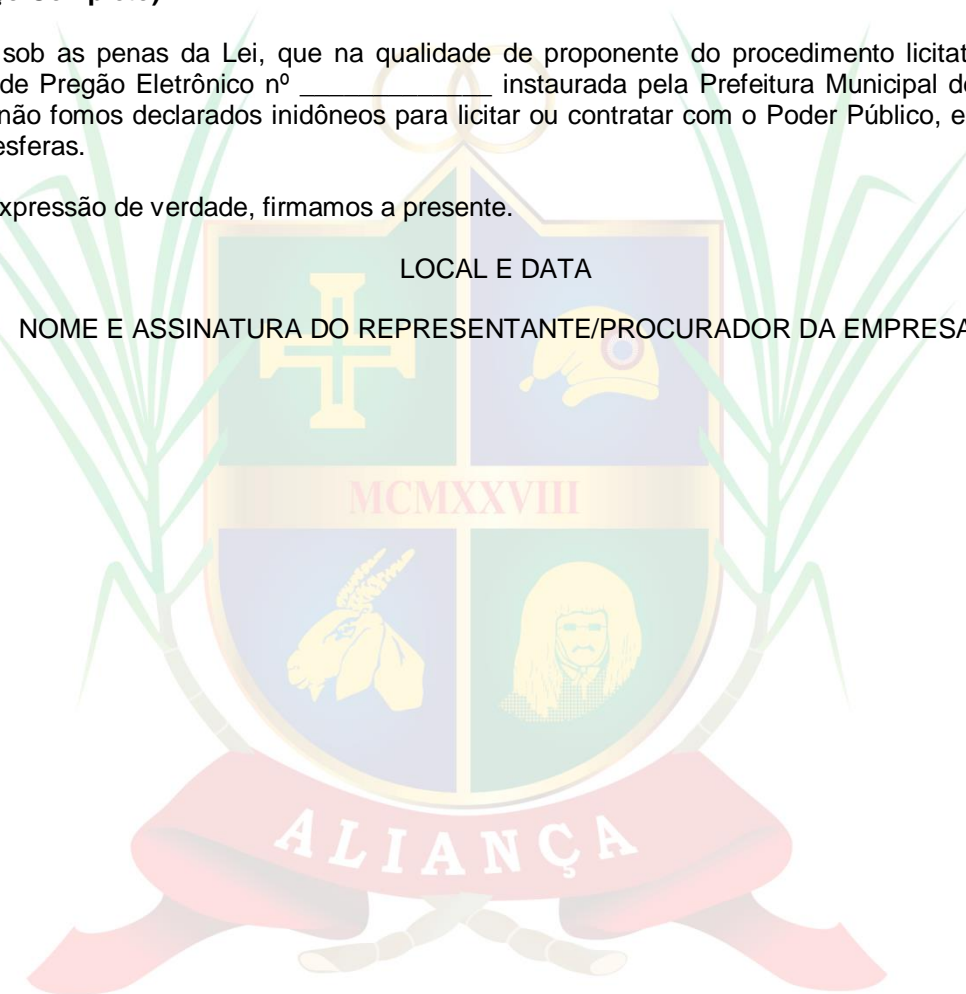 sob as penas da Lei, que na qualidade de proponente do procedimento licitat
de Pregão Eletrônico nº _____________ instaurada pela Prefeitura Municipal d
não fomos declarados inidôneos para licitar ou contratar com o Poder Público, e
esferas.
xpressão de verdade, firmamos a presente.
LOCAL E DATA
NOME E ASSINATURA DO REPRESENTANTE/PROCURADOR DA EMPRESA
MCMXXVIII
ALIANÇA